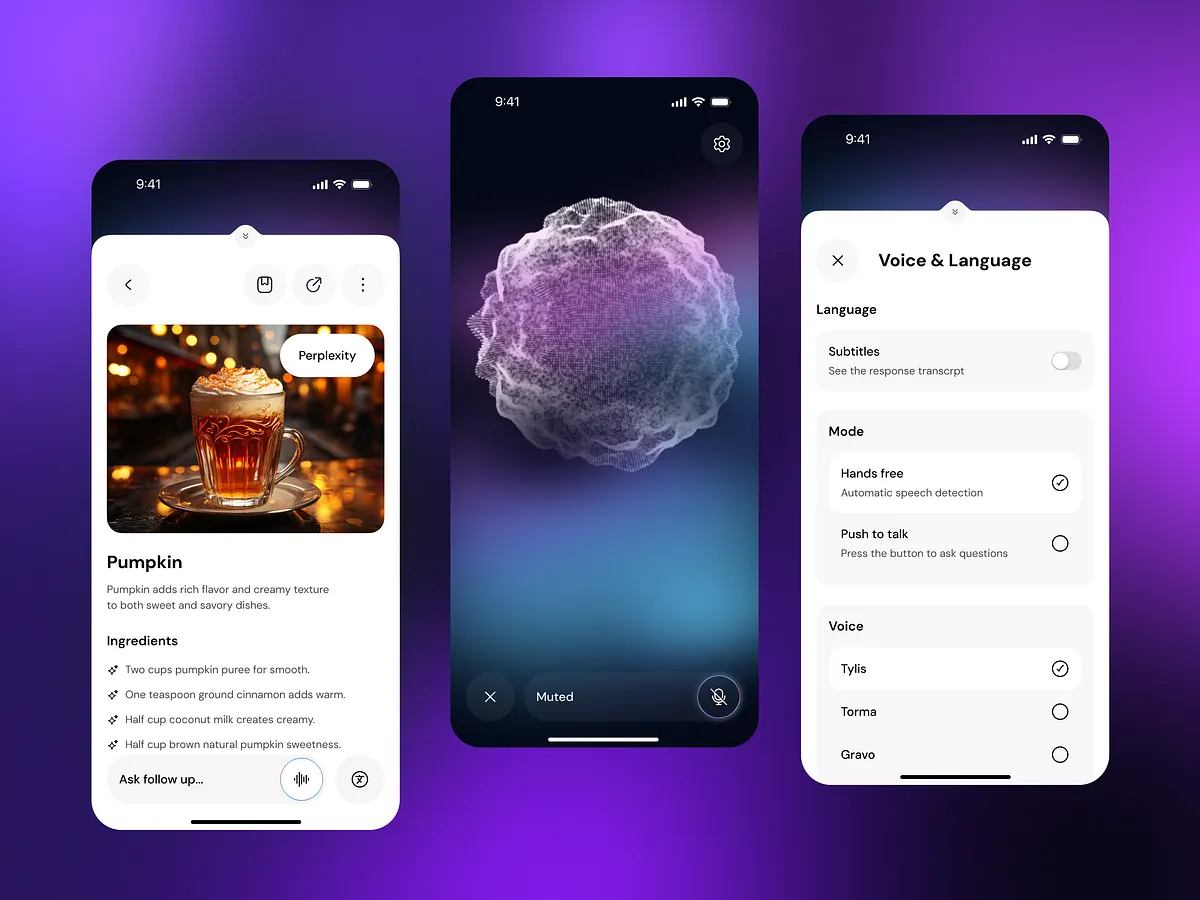 9:41
Perplexity
Pumpkin
Pumpkin adds rich flavor and creamy texture
to both sweet and savory dishes.
Ingredients
Two cups pumpkin puree for smooth.
One teaspoon ground cinnamon adds warm.
Half cup coconut milk creates creamy.
Half cup brown natural pumpkin sweetness.
Ask follow up...
9:41
Muted
9:41
Voice & Language
Language
Subtitles
See the response transcrpt
Mode
Hands free
Automatic speech detection
Push to talk
Press the button to ask questions
Voice
Tylis
Torma
Gravo